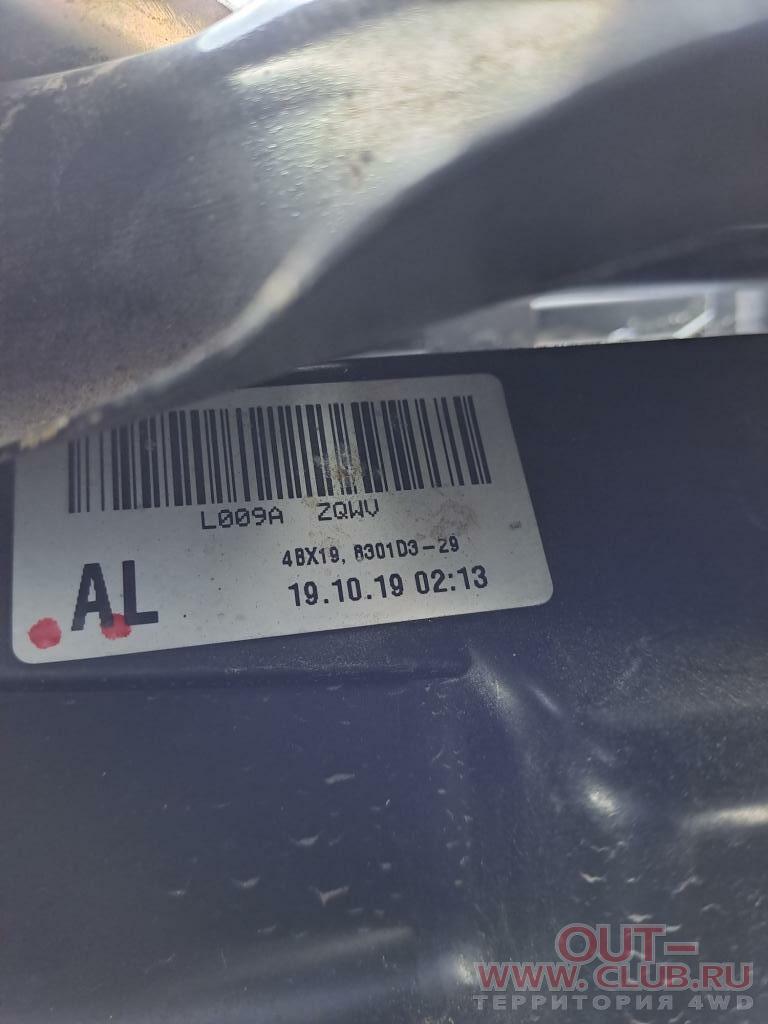 L009A ZQWV
4BX19, 8301D3-29
AL
19.10.19 02:13
OUT-
WWW.CLUB.RU
ТЕРРИТОРИЯ 4WD